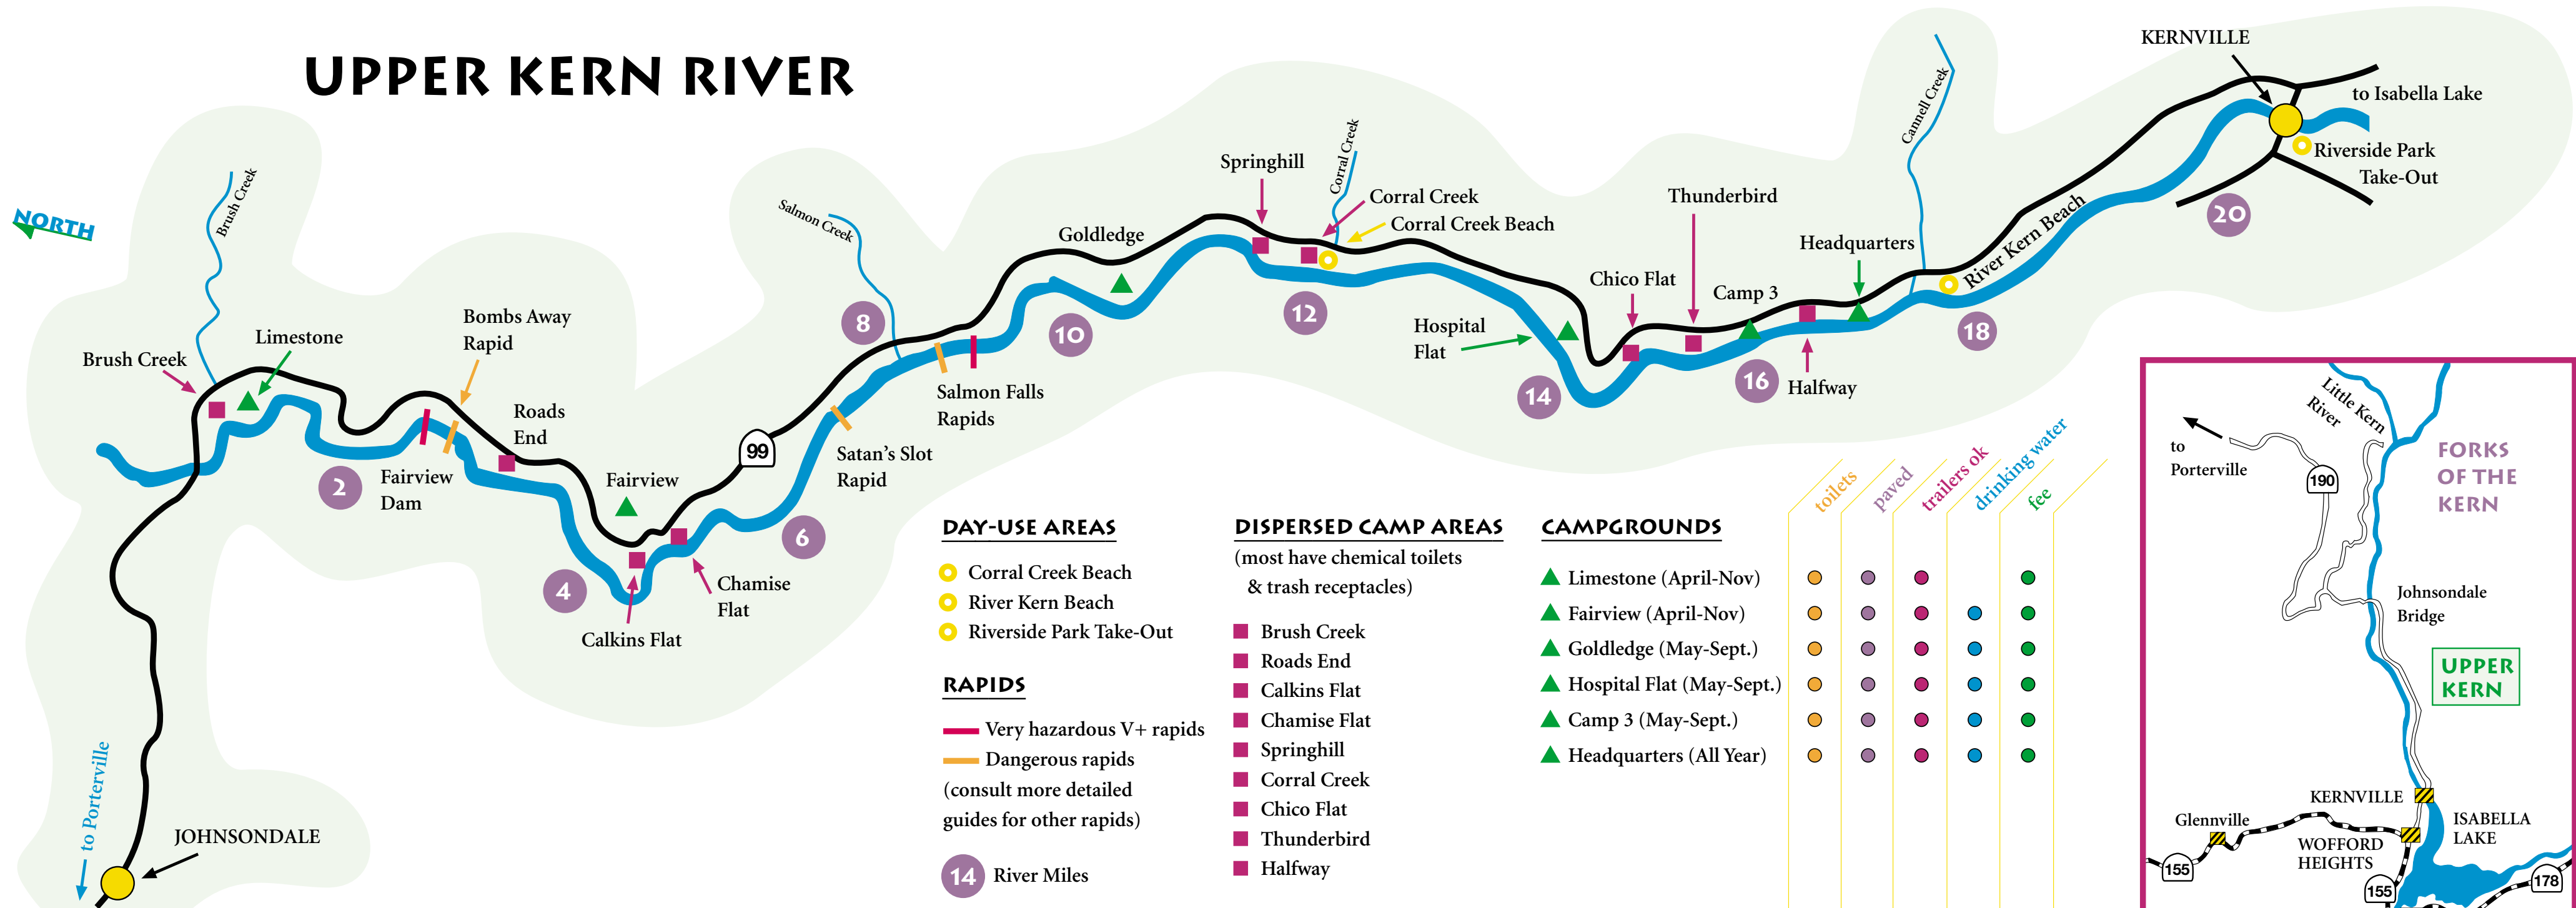 UPPER KERN RIVER
NORTH
Brush Creek
Brush Creek
Limestone
Bombs Away
Rapid
2
Fairview
Dam
Roads
End
Fairview
4
Calkins Flat
Chamise
Flat
99
6
Satan's Slot
Rapid
8
Salmon Creek
Salmon Falls
Rapids
Goldledge
10
Springhill
Corral Creek
Corral Creek
Corral Creek Beach
12
Hospital
Flat
14
Chico Flat
Thunderbird
Camp 3
16
Halfway
Headquarters
Cannell Creek
18
River Kern Beach
KERNVILLE
to Isabella Lake
Riverside Park
Take-Out
20
to Porterville
JOHNSONDALE
DAY-USE AREAS
Corral Creek Beach
River Kern Beach
Riverside Park Take-Out
RAPIDS
Very hazardous V+ rapids
Dangerous rapids
(consult more detailed
guides for other rapids)
14 River Miles
DISPERSED CAMP AREAS
(most have chemical toilets
& trash receptacles)
Brush Creek
Roads End
Calkins Flat
Chamise Flat
Springhill
Corral Creek
Chico Flat
Thunderbird
Halfway
CAMPGROUNDS
toilets
paved
trailers ok
drinking water
fee
Limestone (April-Nov)
Fairview (April-Nov)
Goldledge (May-Sept.)
Hospital Flat (May-Sept.)
Camp 3 (May-Sept.)
Headquarters (All Year)
Little Kern
River
to
Porterville
190
FORKS
OF THE
KERN
Johnsondale
Bridge
UPPER
KERN
KERNVILLE
Glennville
WOFFORD
HEIGHTS
ISABELLA
LAKE
155
155
178